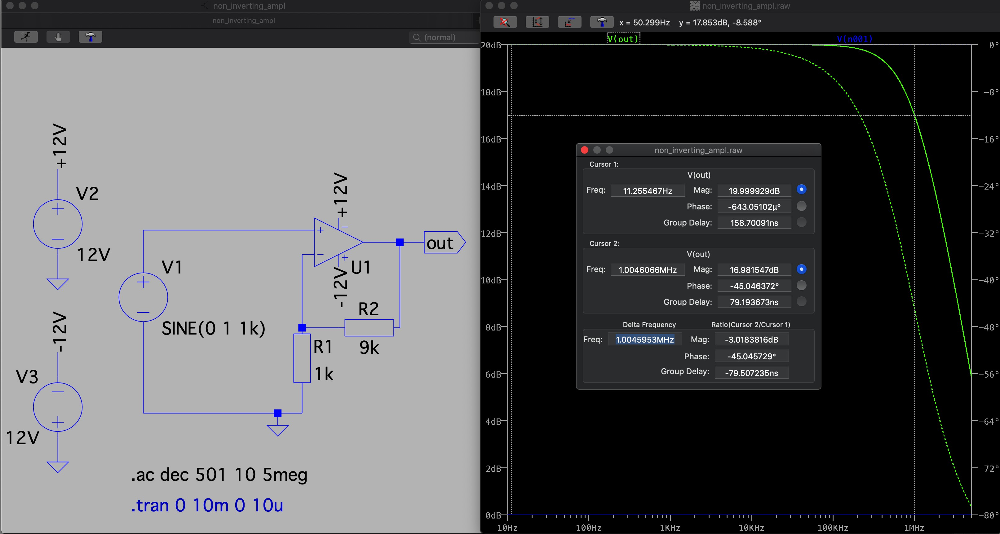 non_inverting_ampl
non_inverting_ampl
(normal)
+12V
V2
12V
V1
SINE(0 1 1k)
-12V
V3
12V
+12V
U1
-12V
out
R2
9k
R1
1k
.ac dec 501 10 5meg
.tran 0 10m 0 10u
non_inverting_ampl.raw
x = 50.299Hz y = 17.853dB, -8.588°
V(out) V(n001)
20dB
18dB
16dB
14dB
12dB
10dB
8dB
6dB
4dB
2dB
0dB
0°
-8°
-16°
-24°
-32°
-40°
-48°
-56°
-64°
-72°
-80°
10Hz 100Hz 1KHz 10KHz 100KHz 1MHz
non_inverting_ampl.raw
Cursor 1:
V(out)
Freq: 11.255467Hz Mag: 19.999929dB
Phase: -643.05102µ°
Group Delay: 158.70091ns
Cursor 2:
V(out)
Freq: 1.0046066MHz Mag: 16.981547dB
Phase: -45.046372°
Group Delay: 79.193673ns
Delta Frequency Ratio(Cursor 2/Cursor 1)
Freq: 1.0045953MHz Mag: -3.0183816dB
Phase: -45.045729°
Group Delay: -79.507235ns